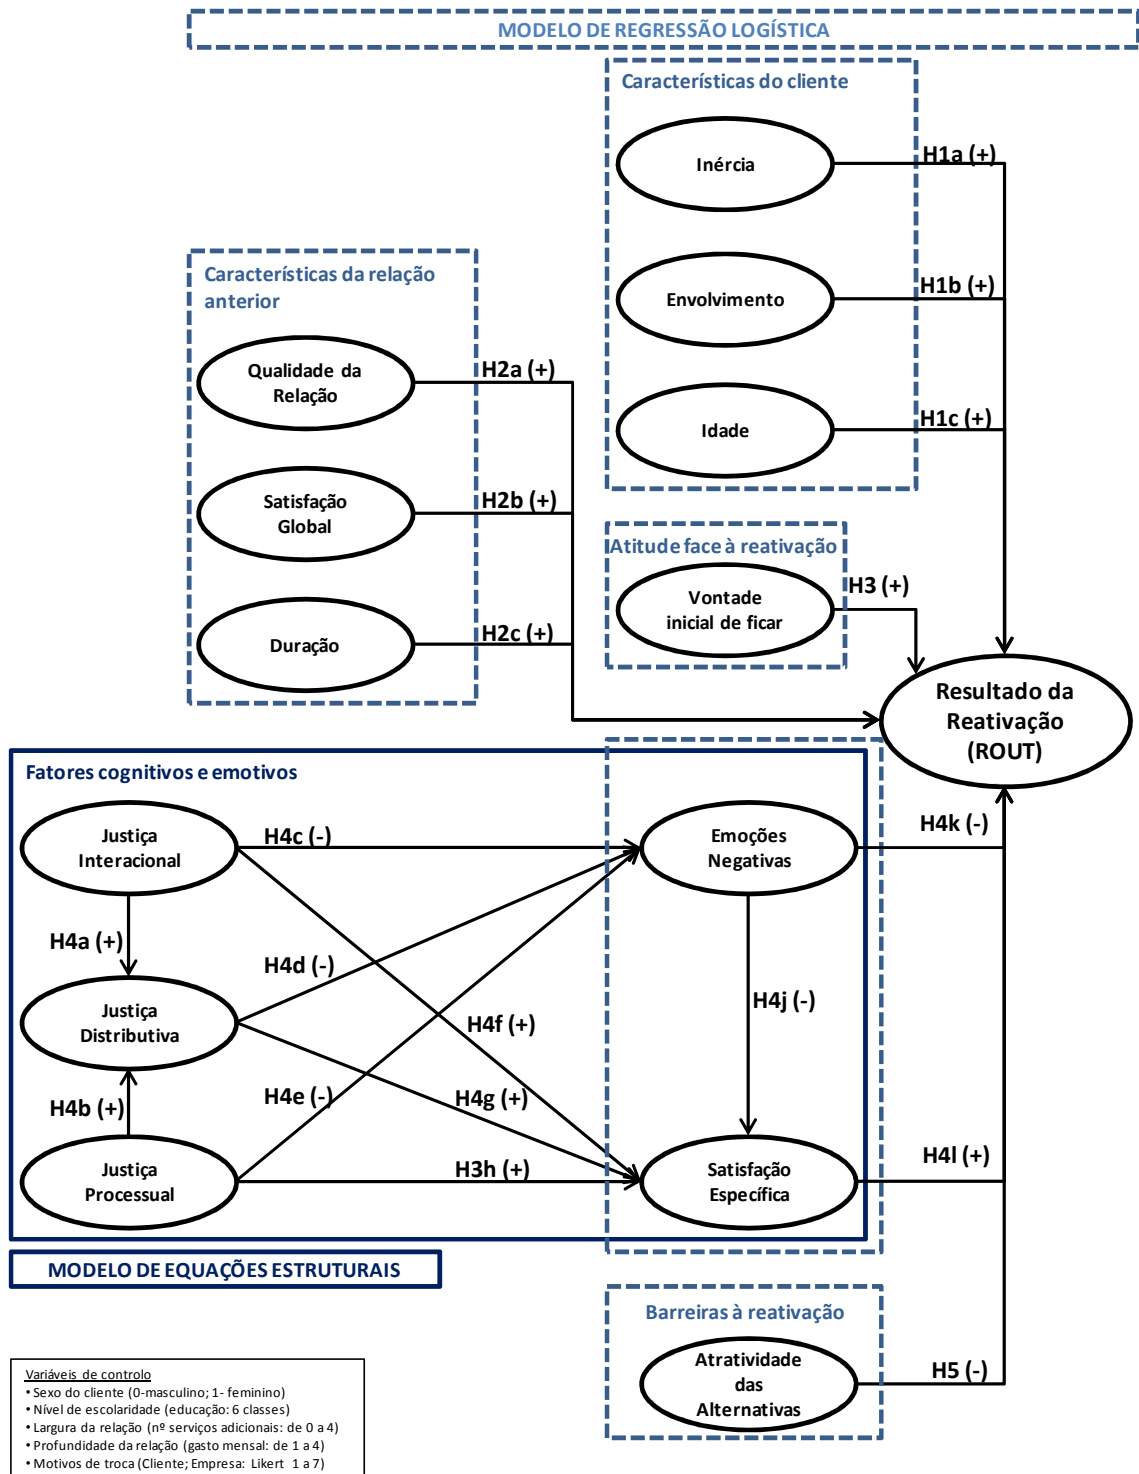 MODELO DE REGRESSÃO LOGÍSTICA
Características do cliente
Inércia
H1a (+)
Envolvimento
H1b (+)
Idade
H1c (+)
Características da relação
anterior
Qualidade da
Relação
H2a (+)
Satisfação
Global
H2b (+)
Duração
H2c (+)
Atitude face à reativação
Vontade
inicial de ficar
H3 (+)
Resultado da
Reativação
(ROUT)
Fatores cognitivos e emotivos
Justiça
Interacional
H4c (-)
Emoções
Negativas
H4k (-)
H4a (+)
H4d (-)
Justiça
Distributiva
H4f (+)
H4j (-)
H4b (+)
H4e (-)
H4g (+)
Justiça
Processual
H3h (+)
Satisfação
Específica
H4l (+)
MODELO DE EQUAÇÕES ESTRUTURAIS
Barreiras à reativação
Atratividade
das
Alternativas
H5 (-)
Variáveis de controlo
• Sexo do cliente (0-masculino; 1- feminino)
• Nível de escolaridade (educação: 6 classes)
• Largura da relação (nº serviços adicionais: de 0 a 4)
• Profundidade da relação (gasto mensal: de 1 a 4)
• Motivos de troca (Cliente; Empresa: Likert 1 a 7)